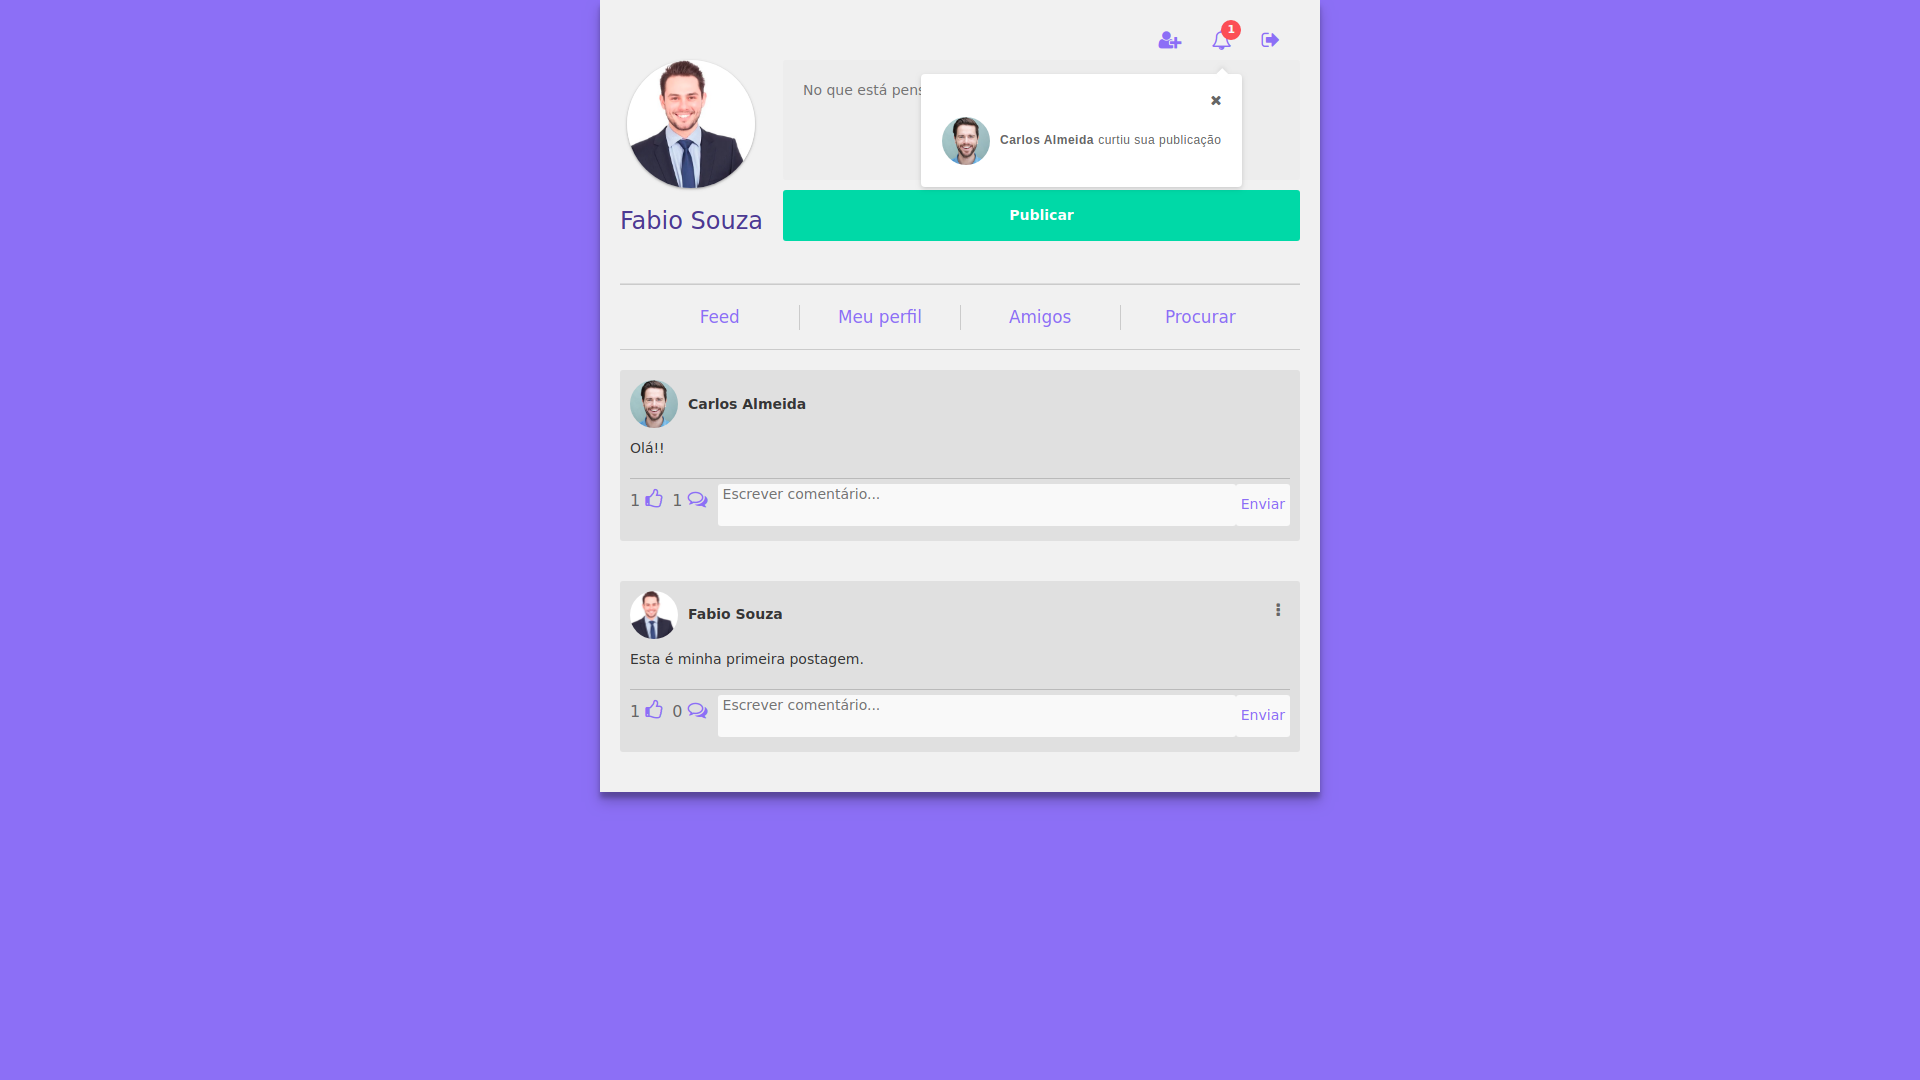 1
No que está pens
Carlos Almeida curtiu sua publicação
Fabio Souza
Publicar
Feed
Meu perfil
Amigos
Procurar
Carlos Almeida
Olá!!
1 1 Escrever comentário... Enviar
Fabio Souza
Esta é minha primeira postagem.
1 0 Escrever comentário... Enviar